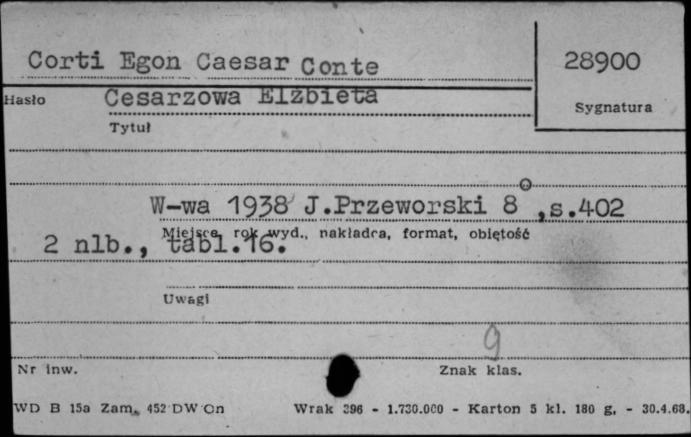 Corti Egon Caesar Conte
28900
Hasło
Cesarzowa Elżbieta
Sygnatura
Tytuł
W-wa 1938 J.Przeworski 8°,s.402
Miejsce, rok wyd., nakładca, format, objętość
2 nlb., tabl.16.
Uwagi
9
Nr inw.
Znak klas.
WD B 15a Zam. 452 DW Cn
Wrak 396 - 1.730.000 - Karton 5 kl. 180 g. - 30.4.68.